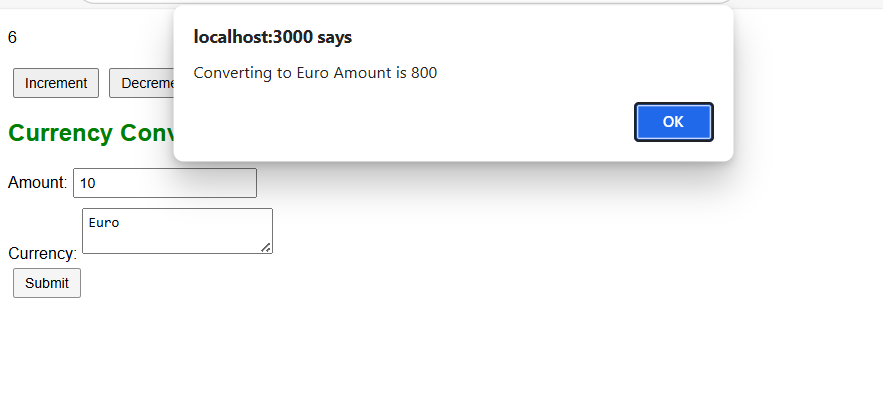 localhost:3000 says
Converting to Euro Amount is 800
OK
6
Increment Decreme
Currency Conv
Amount: 10
Currency: Euro
Submit